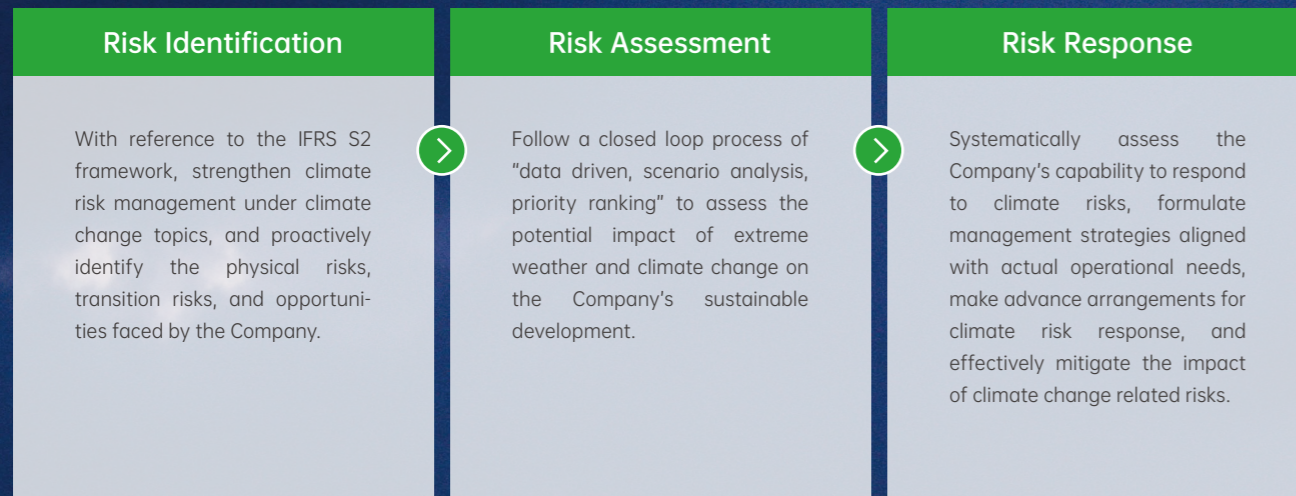 Risk Identification
With reference to the IFRS S2
framework, strengthen climate
risk management under climate
change topics, and proactively
identify the physical risks,
transition risks, and opportuni-
ties faced by the Company.
Risk Assessment
Follow a closed loop process of
“data driven, scenario analysis,
priority ranking” to assess the
potential impact of extreme
weather and climate change on
the Company’s sustainable
development.
Risk Response
Systematically assess the
Company’s capability to respond
to climate risks, formulate
management strategies aligned
with actual operational needs,
make advance arrangements for
climate risk response, and
effectively mitigate the impact
of climate change related risks.